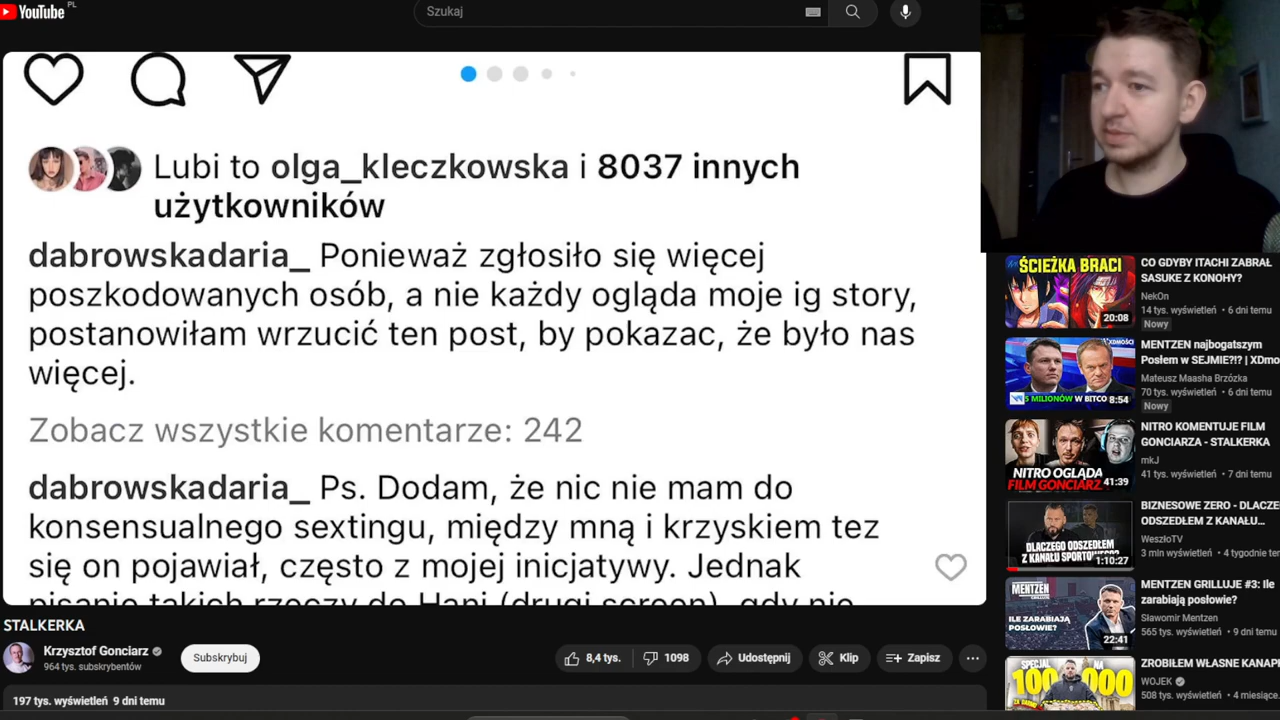 YouTube PL
Szukaj
Lubi to olga_kleczkowska i 8037 innych
użytkowników
dabrowskadaria_ Ponieważ zgłosiło się więcej
poszkodowanych osób, a nie każdy ogląda moje ig story,
postanowiłam wrzucić ten post, by pokazac, że było nas
więcej.
Zobacz wszystkie komentarze: 242
dabrowskadaria_ Ps. Dodam, że nic nie mam do
konsensualnego sextingu, między mną i krzyskiem tez
się on pojawiał, często z mojej inicjatywy. Jednak
pisanie takich rzeczy do Hani (drugi screen), gdy nie
STALKERKA
Krzysztof Gonciarz
964 tys. subskrybentów
Subskrybuj
8,4 tys.
1098
Udostępnij
Klip
Zapisz
197 tys. wyświetleń 9 dni temu
ŚCIEŻKA BRACI
20:08
CO GDYBY ITACHI ZABRAŁ
SASUKE Z KONOHY?
NekOn
14 tys. wyświetleń • 6 dni temu
Nowy
XDMOŚCI
5 MILIONÓW W BITCO
8:54
MENTZEN najbogatszym
Posłem w SEJMIE?!? | XDmo
Mateusz Maasha Brzózka
70 tys. wyświetleń • 6 dni temu
Nowy
NITRO OGLĄDA
FILM GONCIARZ
41:39
NITRO KOMENTUJE FILM
GONCIARZA - STALKERKA
mkJ
41 tys. wyświetleń • 7 dni temu
DLACZEGO ODSZEDŁEM
Z KANAŁU SPORTOWEGO?
1:10:27
BIZNESOWE ZERO - DLACZE
ODSZEDŁEM Z KANAŁU...
WeszłoTV
3 mln wyświetleń • 4 tygodnie te
MENTZEN
GRILLUJE
ILE ZARABIAJĄ
POSŁOWIE?
22:41
MENTZEN GRILLUJE #3: Ile
zarabiają posłowie?
Sławomir Mentzen
565 tys. wyświetleń • 9 dni temu
SPECJAL NA
100 000
ZROBIŁEM WŁASNE KANAP
WOJEK
508 tys. wyświetleń • 4 miesiące